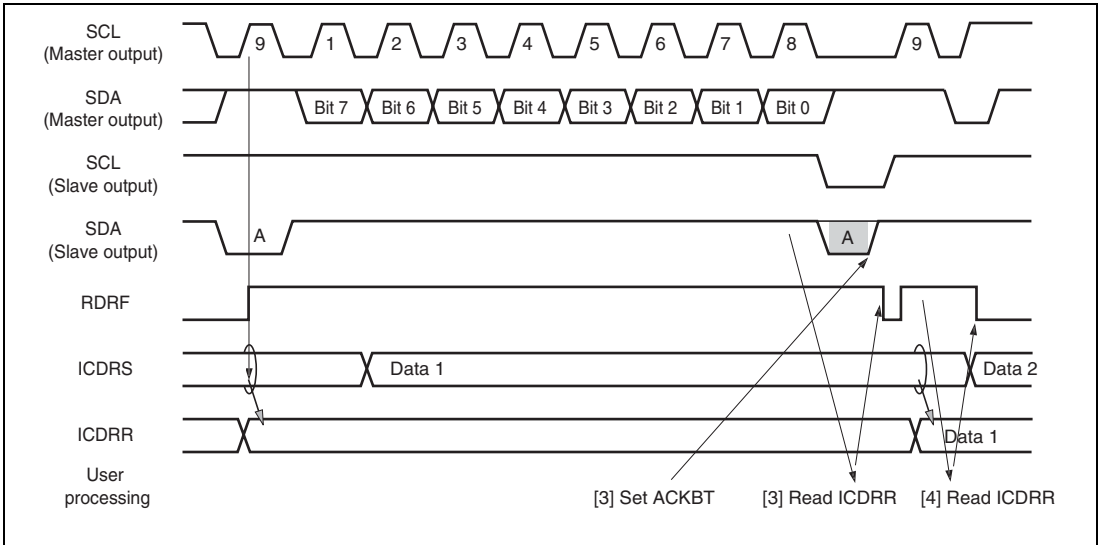 SCL
(Master output)
9 1 2 3 4 5 6 7 8 9
SDA
(Master output)
Bit 7 Bit 6 Bit 5 Bit 4 Bit 3 Bit 2 Bit 1 Bit 0
SCL
(Slave output)
SDA
(Slave output)
A A
RDRF
ICDRS
Data 1 Data 2
ICDRR
Data 1
User
processing
[3] Set ACKBT [3] Read ICDRR [4] Read ICDRR